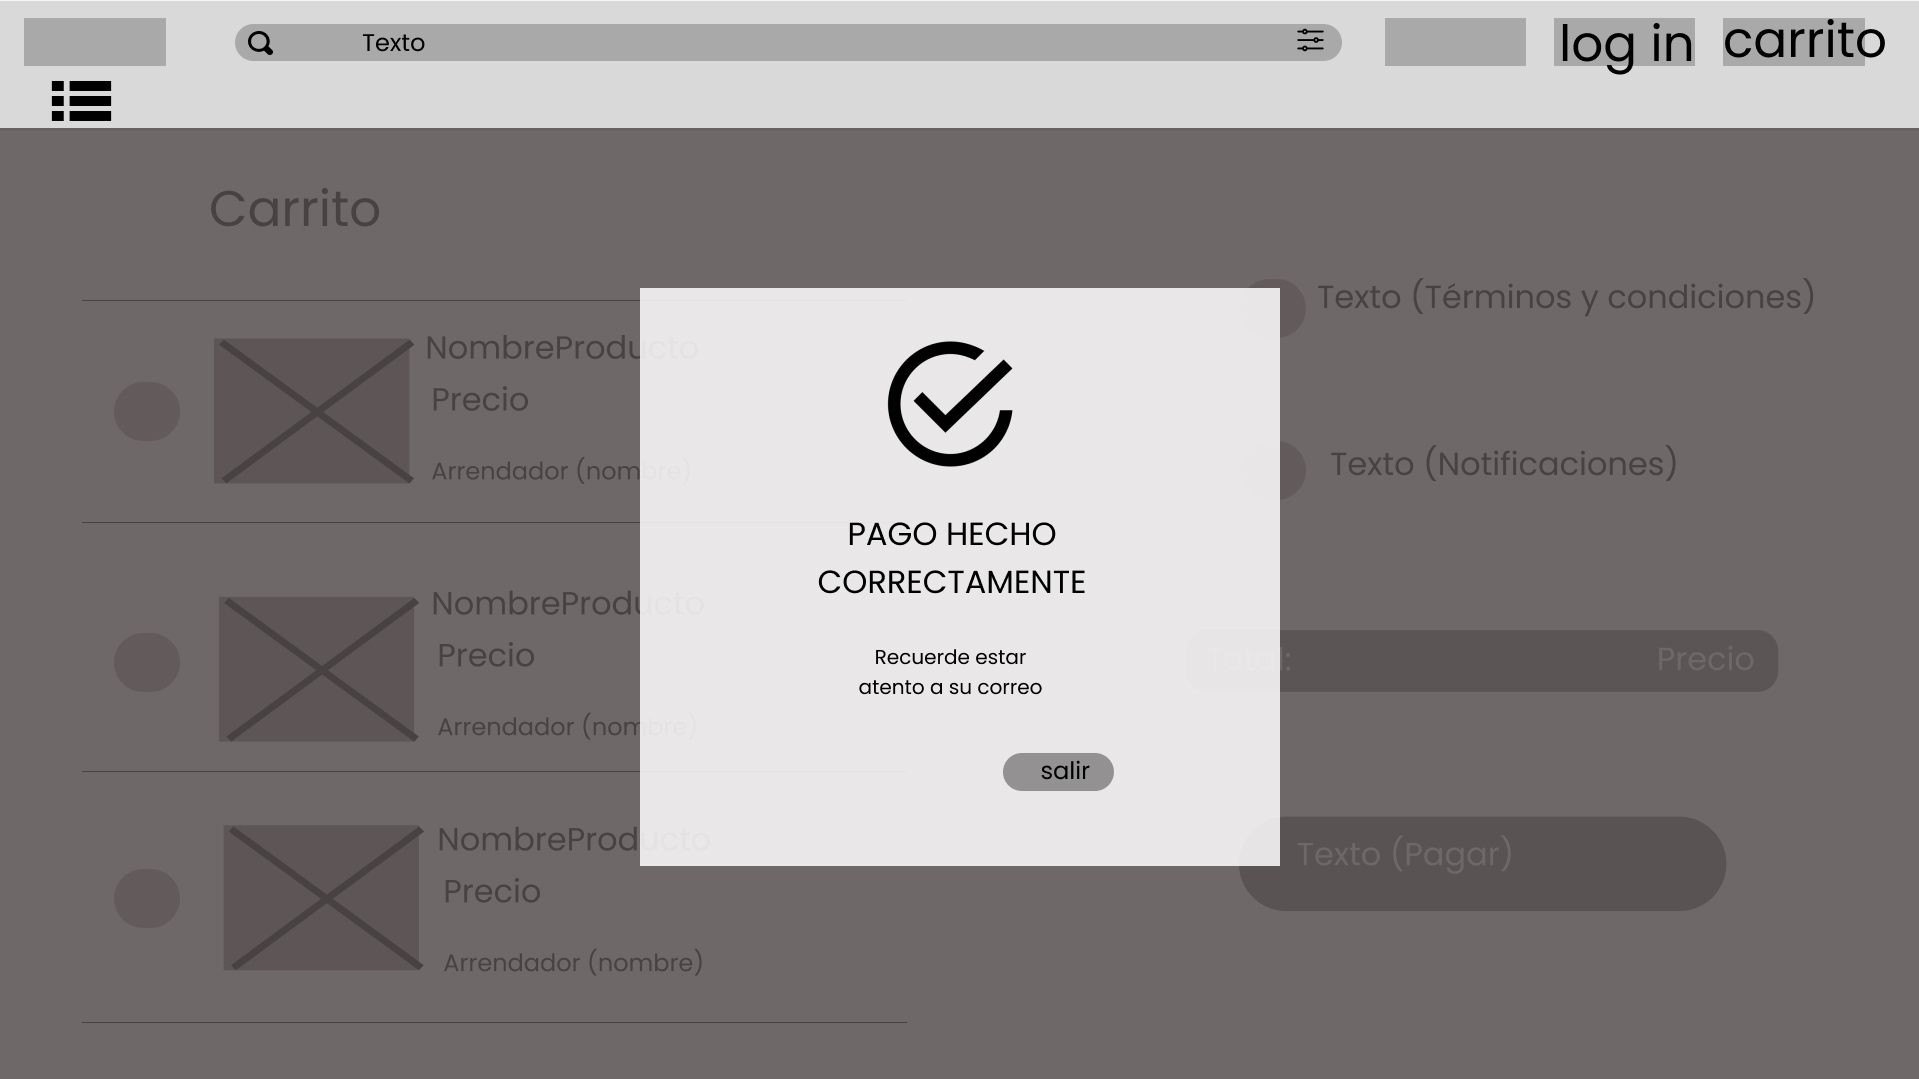 Texto
log in
carrito
Carrito
NombreProducto
Precio
Arrendador (nombre)
NombreProducto
Precio
Arrendador (nombre)
NombreProducto
Precio
Arrendador (nombre)
PAGO HECHO
CORRECTAMENTE
Recuerde estar
atento a su correo
salir
Texto (Términos y condiciones)
Texto (Notificaciones)
Total:
Precio
Texto (Pagar)